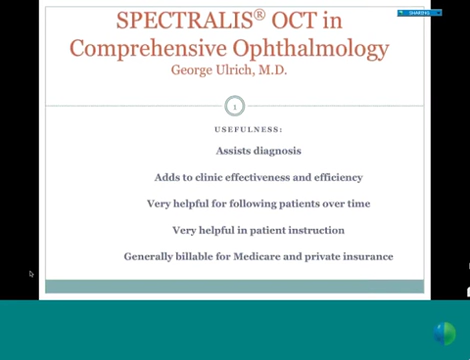 SPECTRALIS® OCT in
Comprehensive Ophthalmology
George Ulrich, M.D.
1
USEFULNESS:
Assists diagnosis
Adds to clinic effectiveness and efficiency
Very helpful for following patients over time
Very helpful in patient instruction
Generally billable for Medicare and private insurance
SHARING